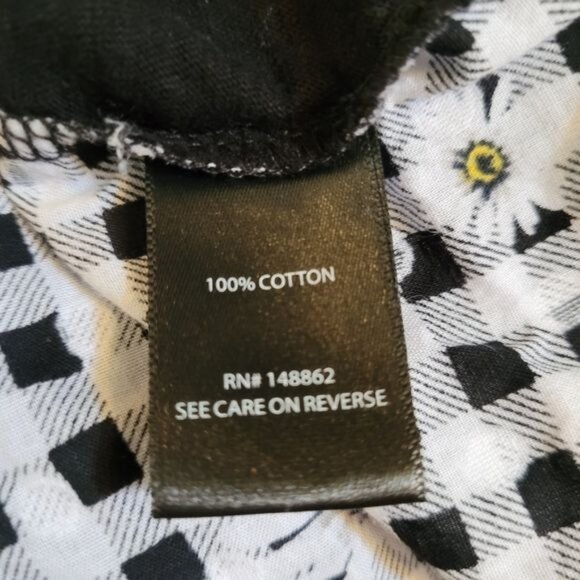 100% COTTON
RN# 148862
SEE CARE ON REVERSE